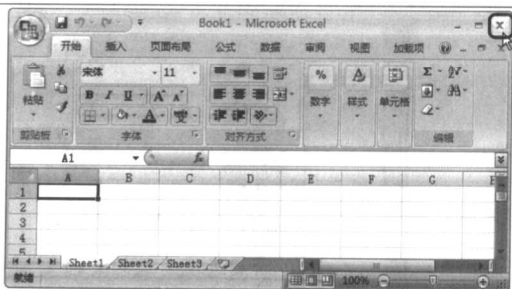 Book1 - Microsoft Excel
开始 插入 页面布局 公式 数据 审阅 视图 加载项
宋体 11 % A Σ
粘贴 B I U A A 数字 样式 单元格
剪贴板 字体 对齐方式 编辑
A1 fx
A B C D E F G
1
2
3
4
5
Sheet1 Sheet2 Sheet3
就绪 100%